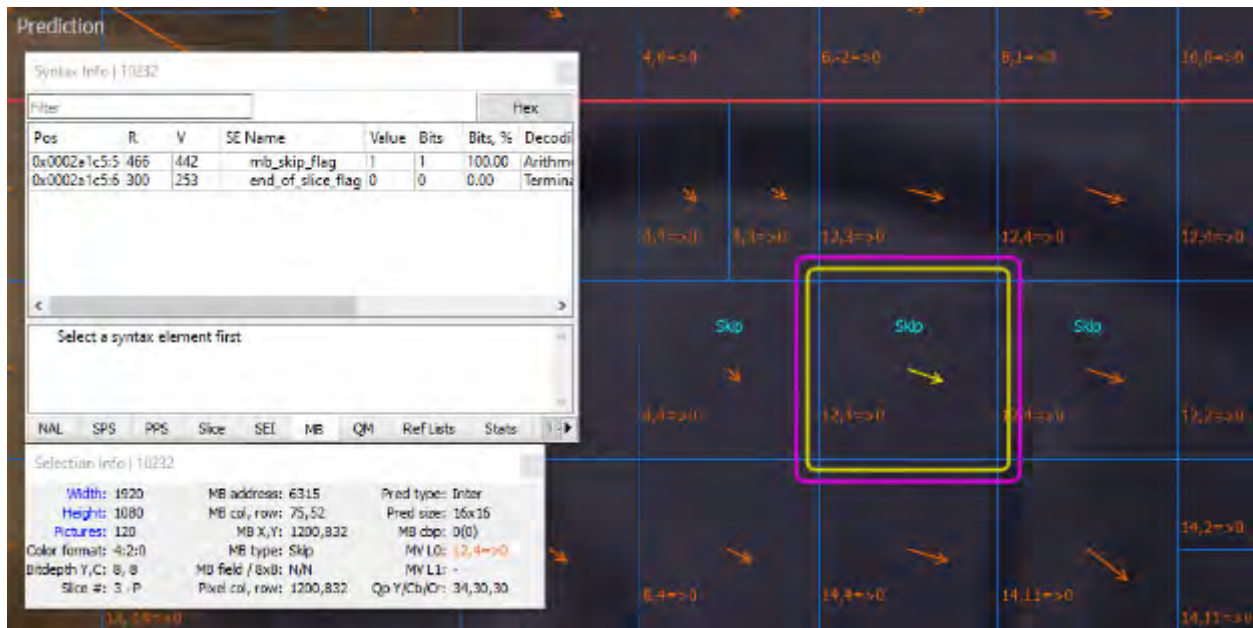 Prediction
Syntax Info | 10232
Filter
Hex
Pos R V SE Name Value Bits Bits, % Decodi
0x0002a1c5:5 466 442 mb_skip_flag 1 1 100.00 Arithm
0x0002a1c5:6 300 253 end_of_slice_flag 0 0 0.00 Termina
Select a syntax element first
NAL SPS PPS Slice SEI MB QM Ref Lists Stats
Selection Info | 10232
Width: 1920 MB address: 6315 Pred type: Inter
Height: 1080 MB col, row: 75,52 Pred size: 16x16
Pictures: 120 MB X,Y: 1200,832 MB cbp: 0(0)
Color format: 4:2:0 MB type: Skip MV L0: 12,4=>0
Bitdepth Y,C: 8, 8 MB field / 8x8: N/N MV L1: -
Slice #: 3 - P Pixel col, row: 1200,832 Qp Y/Cb/Cr: 34,30,30
6,-2=>0 8,1=>0
12,3=>0 12,4=>0 12,4=>0
Skip Skip Skip
12,4=>0 12,2=>0
14,2=>0
8,4=>0 14,4=>0 14,11=>0
14,11=>0